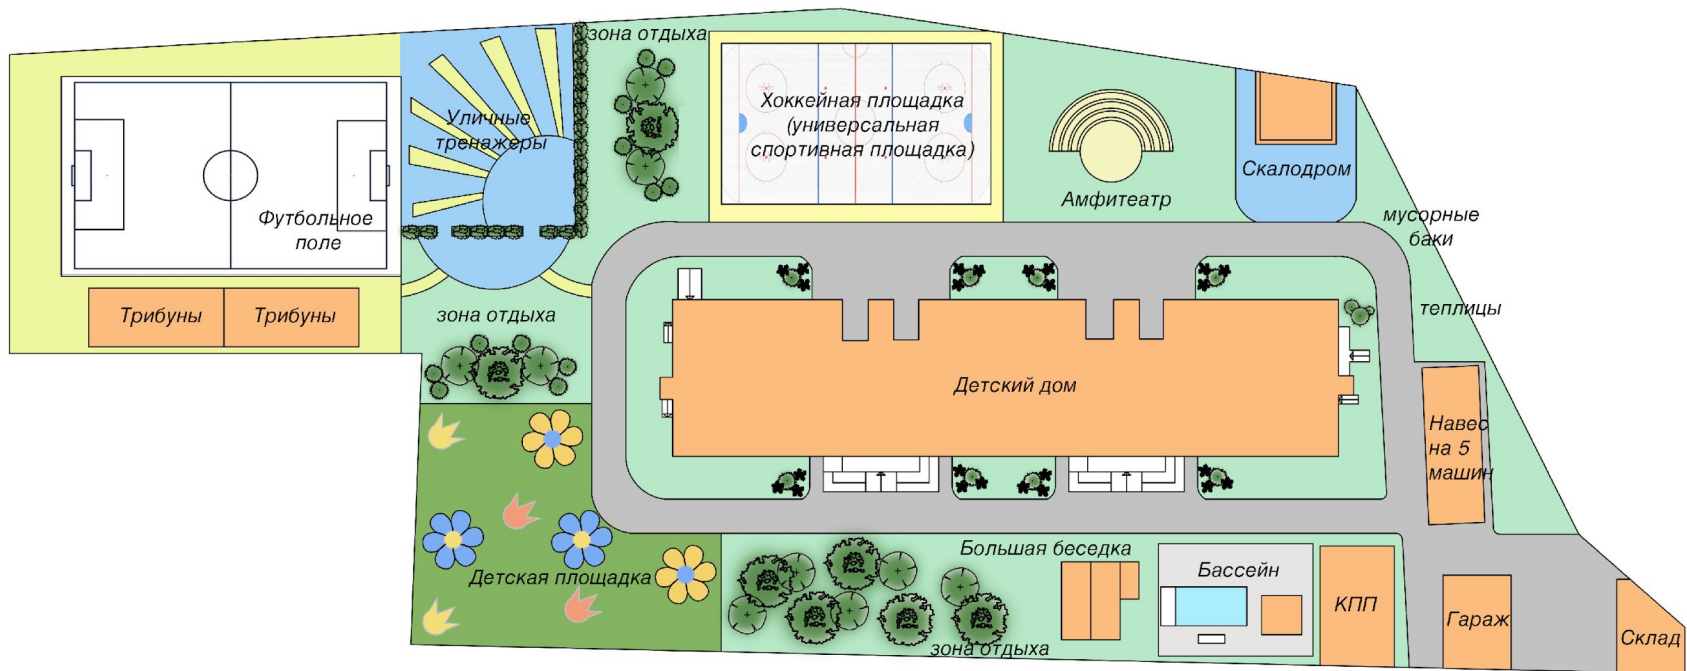 зона отдыха
Хоккейная площадка
(универсальная
спортивная площадка)
Уличные
тренажеры
Скалодром
Амфитеатр
Футбольное
поле
мусорные
баки
Трибуны
Трибуны
зона отдыха
теплицы
Детский дом
Навес
на 5
машин
Большая беседка
Бассейн
Детская площадка
КПП
Гараж
Склад
зона отдыха